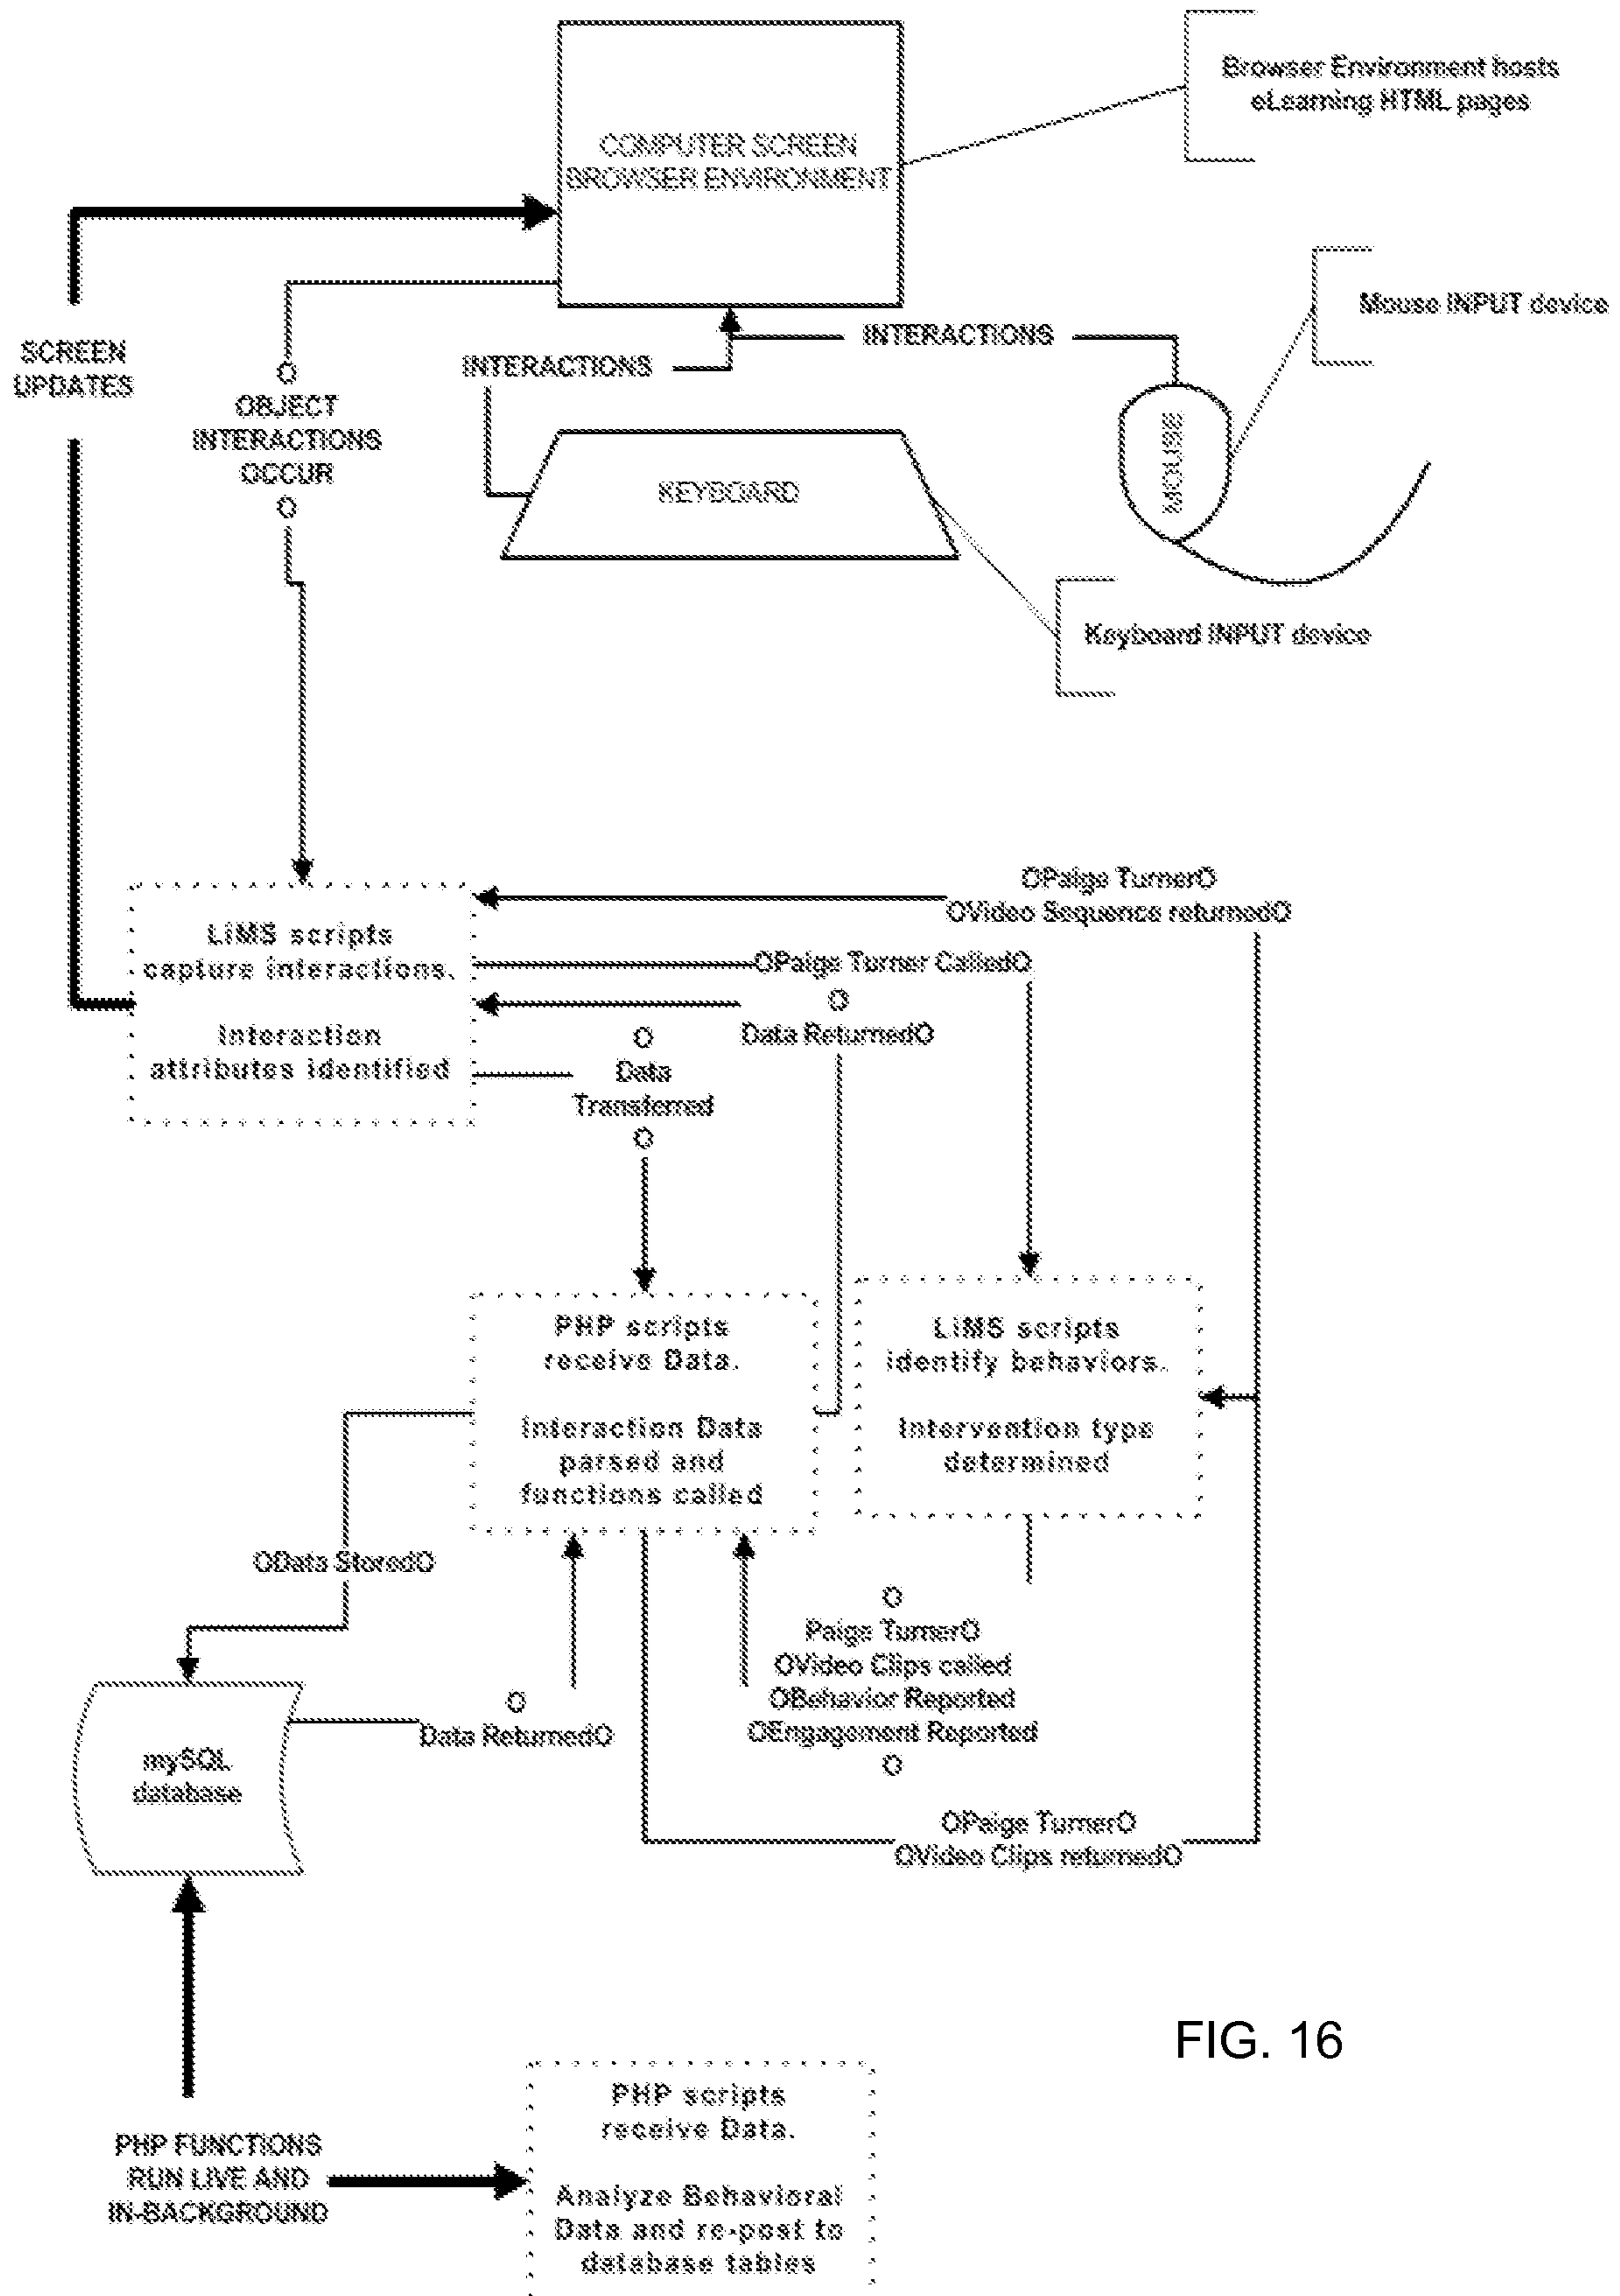 Browser Environment hosts
eLearning HTML pages
COMPUTER SCREEN
BROWSER ENVIRONMENT
Mouse INPUT device
SCREEN
UPDATES
INTERACTIONS
INTERACTIONS
OBJECT
INTERACTIONS
OCCUR
MOUSE
KEYBOARD
Keyboard INPUT device
OPaige TurnerO
OVideo Sequence returnedO
LiMS scripts
capture interactions.
Interaction
attributes identified
OPaige Turner CalledO
O
Data ReturnedO
O
Data
Transferred
O
PHP scripts
receive Data.
Interaction Data
parsed and
functions called
LiMS scripts
identify behaviors.
Intervention type
determined
OData StoredO
O
Paige TurnerO
OVideo Clips called
OBehavior Reported
OEngagement Reported
O
O
Data ReturnedO
mySQL
database
OPaige TurnerO
OVideo Clips returnedO
FIG. 16
PHP FUNCTIONS
RUN LIVE AND
IN-BACKGROUND
PHP scripts
receive Data.
Analyze Behavioral
Data and re-post to
database tables